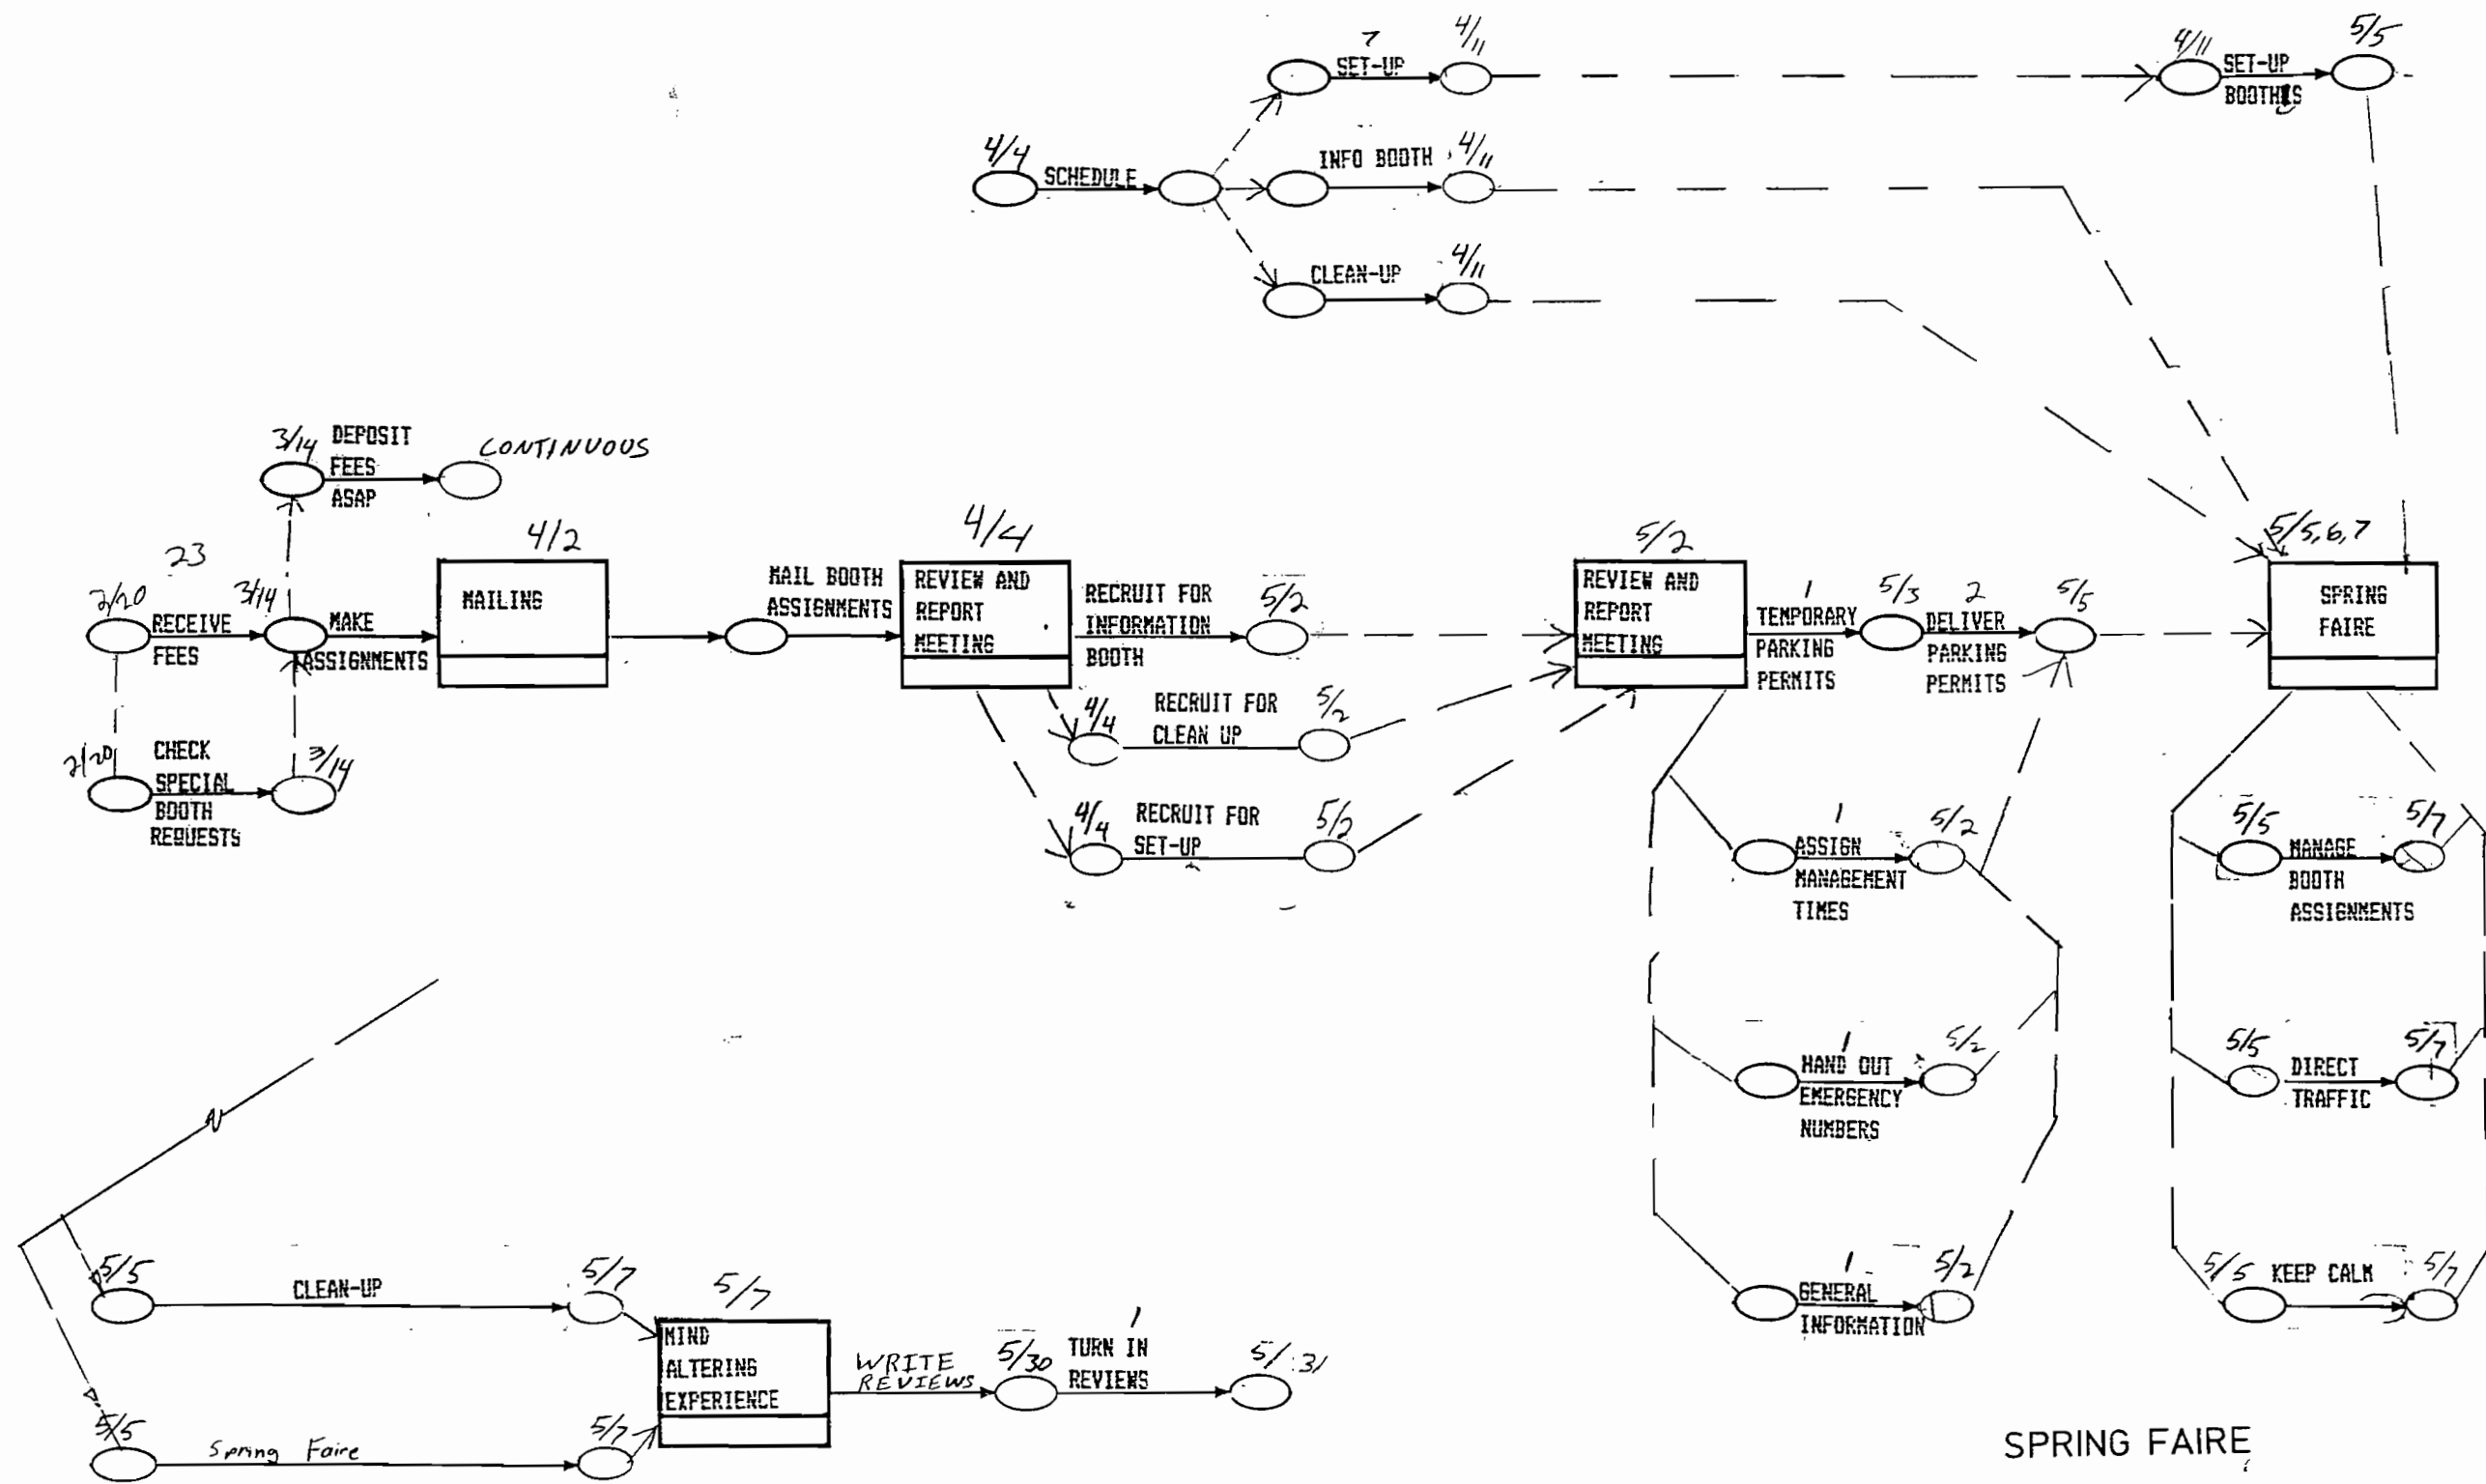 7
SET-UP
4/11
4/11
SET-UP
BOOTHS
5/5
4/4
SCHEDULE
INFO BOOTH
4/11
CLEAN-UP
4/11
3/14
DEPOSIT
FEES
ASAP
CONTINUOUS
2/20
23
RECEIVE
FEES
3/14
MAKE
ASSIGNMENTS
4/2
MAILING
MAIL BOOTH
ASSIGNMENTS
4/4
REVIEW AND
REPORT
MEETING
RECRUIT FOR
INFORMATION
BOOTH
5/2
5/2
REVIEW AND
REPORT
MEETING
1
TEMPORARY
PARKING
PERMITS
5/3
2
DELIVER
PARKING
PERMITS
5/5
5/5,6,7
SPRING
FAIRE
2/20
CHECK
SPECIAL
BOOTH
REQUESTS
3/14
4/4
RECRUIT FOR
CLEAN UP
5/2
4/4
RECRUIT FOR
SET-UP
5/2
1
ASSIGN
MANAGEMENT
TIMES
5/2
5/5
MANAGE
BOOTH
ASSIGNMENTS
5/7
1
HAND OUT
EMERGENCY
NUMBERS
5/2
5/5
DIRECT
TRAFFIC
5/7
1
GENERAL
INFORMATION
5/2
5/5
KEEP CALM
5/7
5/5
CLEAN-UP
5/7
5/7
MIND
ALTERING
EXPERIENCE
WRITE
REVIEWS
5/30
1
TURN IN
REVIEWS
5/31
5/5
Spring Faire
5/7
SPRING FAIRE